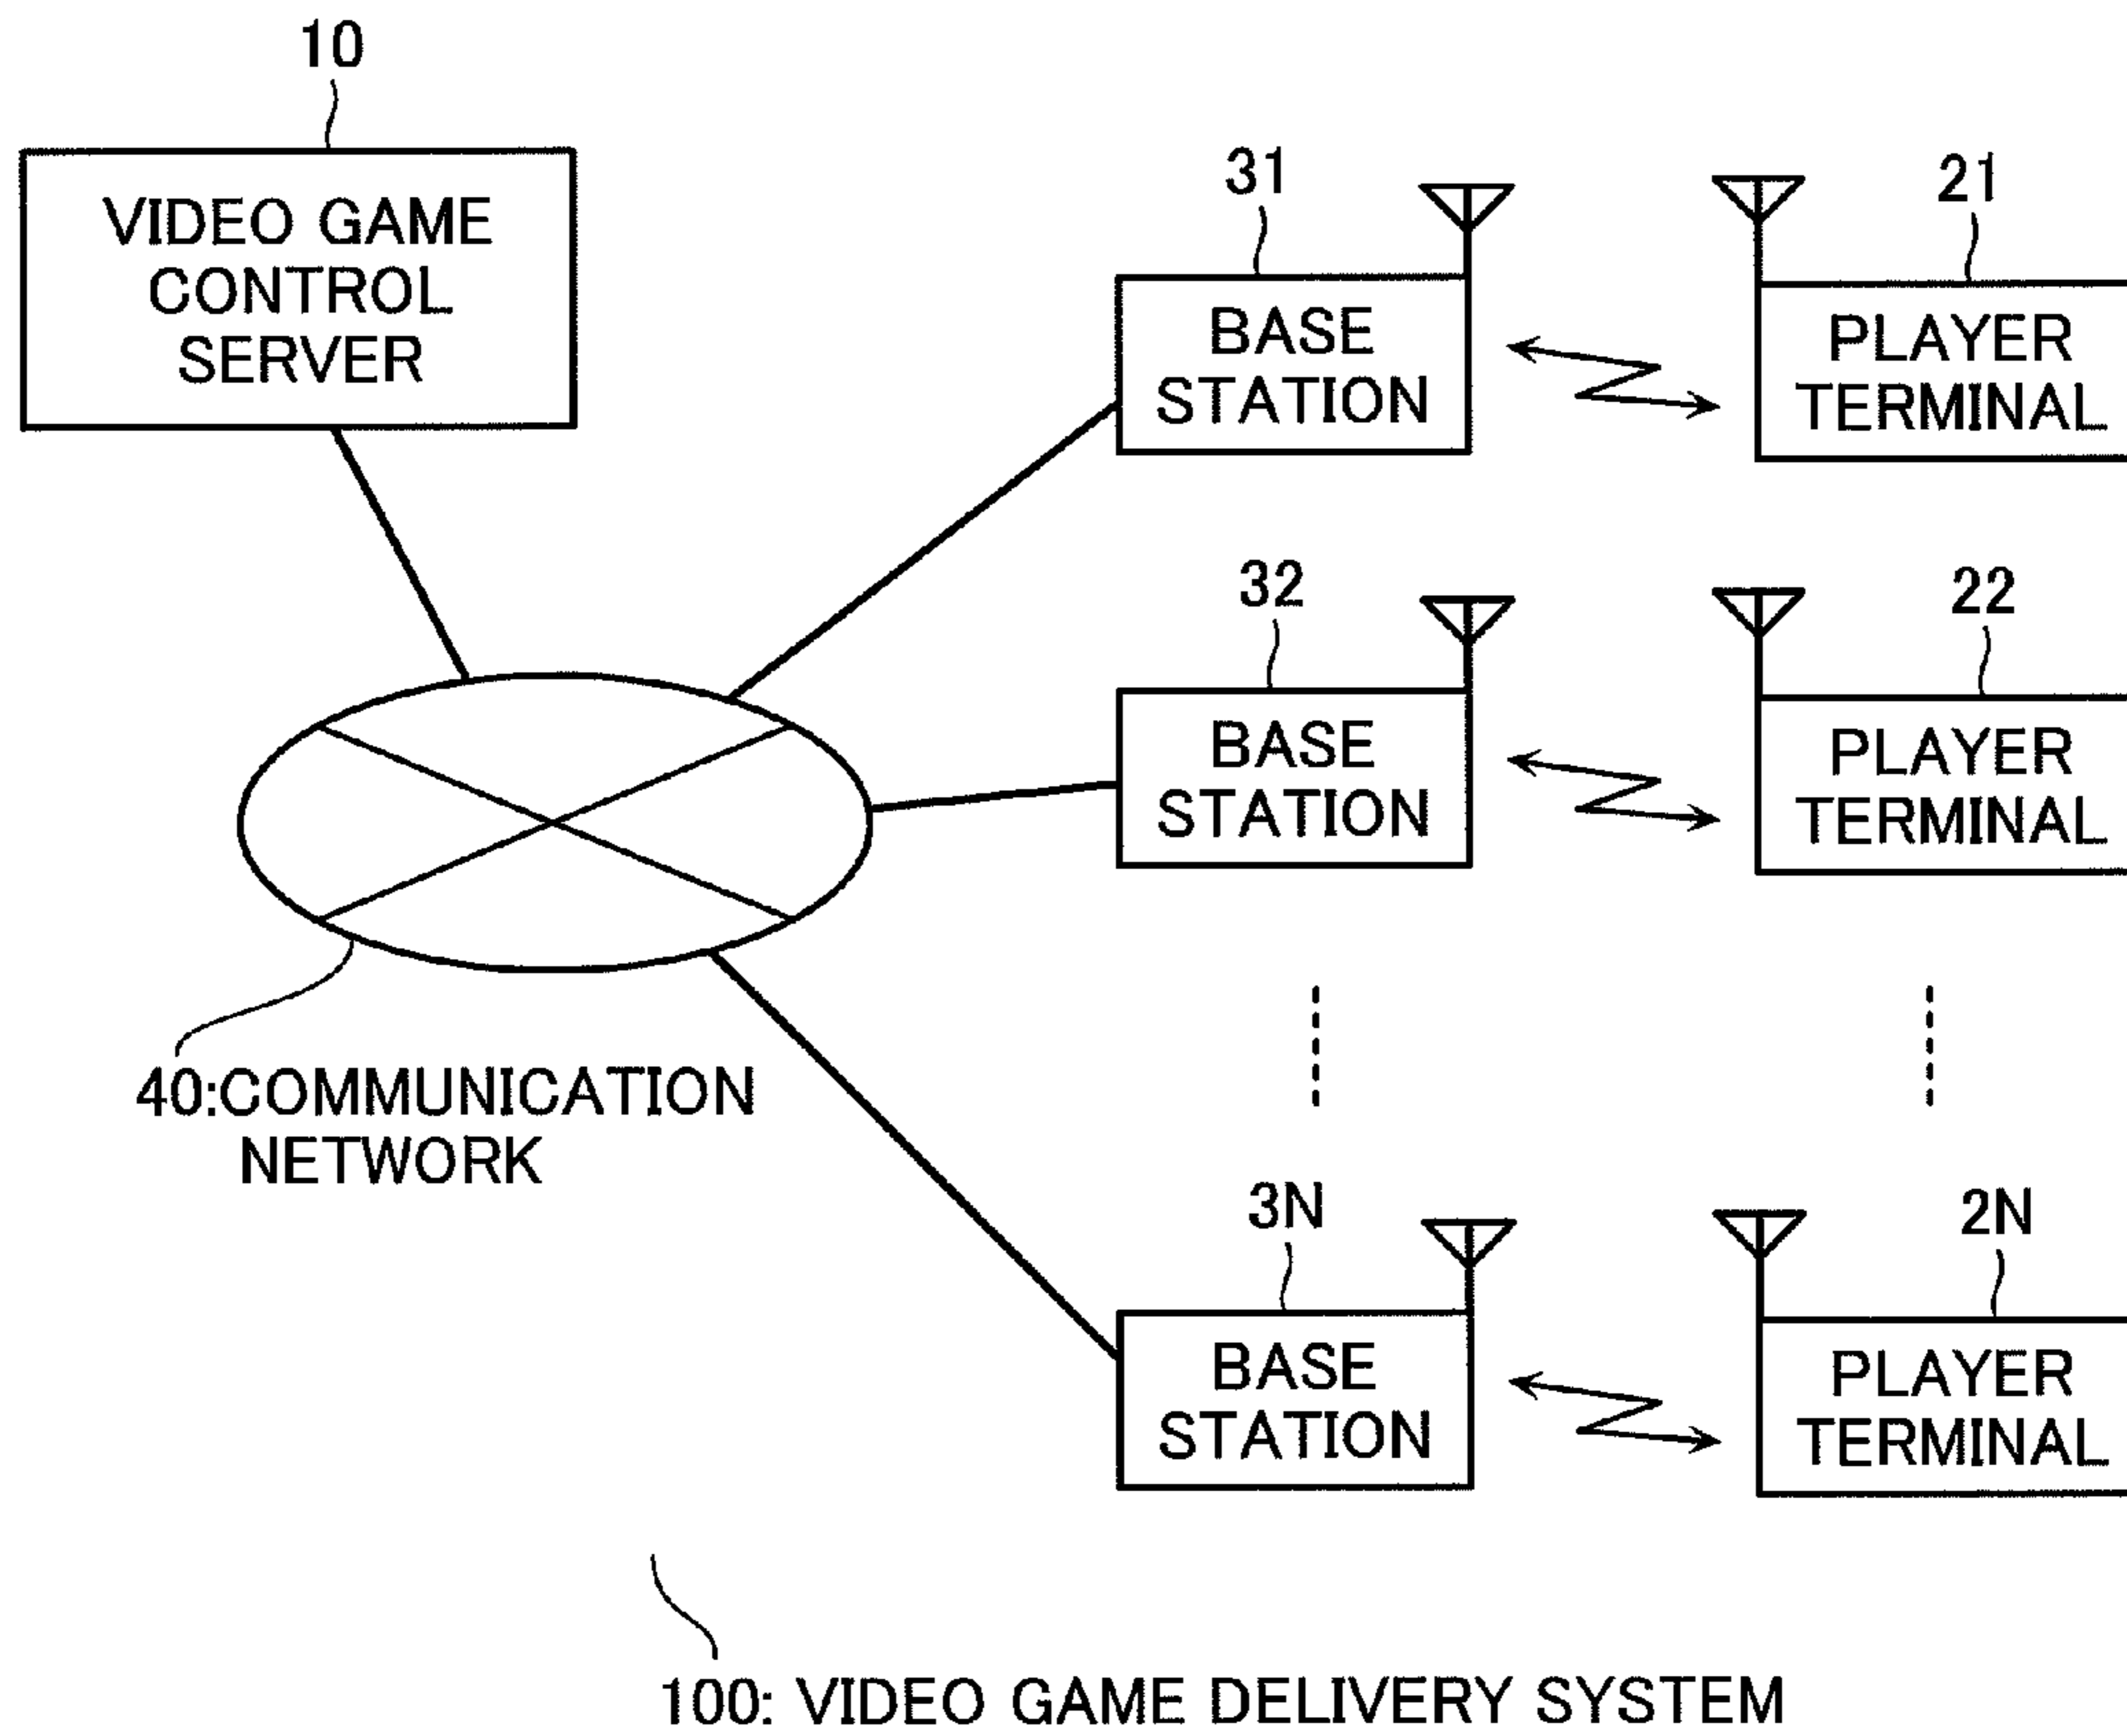 10
VIDEO GAME
CONTROL
SERVER
31
BASE
STATION
21
PLAYER
TERMINAL
32
BASE
STATION
22
PLAYER
TERMINAL
40:COMMUNICATION
NETWORK
3N
BASE
STATION
2N
PLAYER
TERMINAL
100: VIDEO GAME DELIVERY SYSTEM